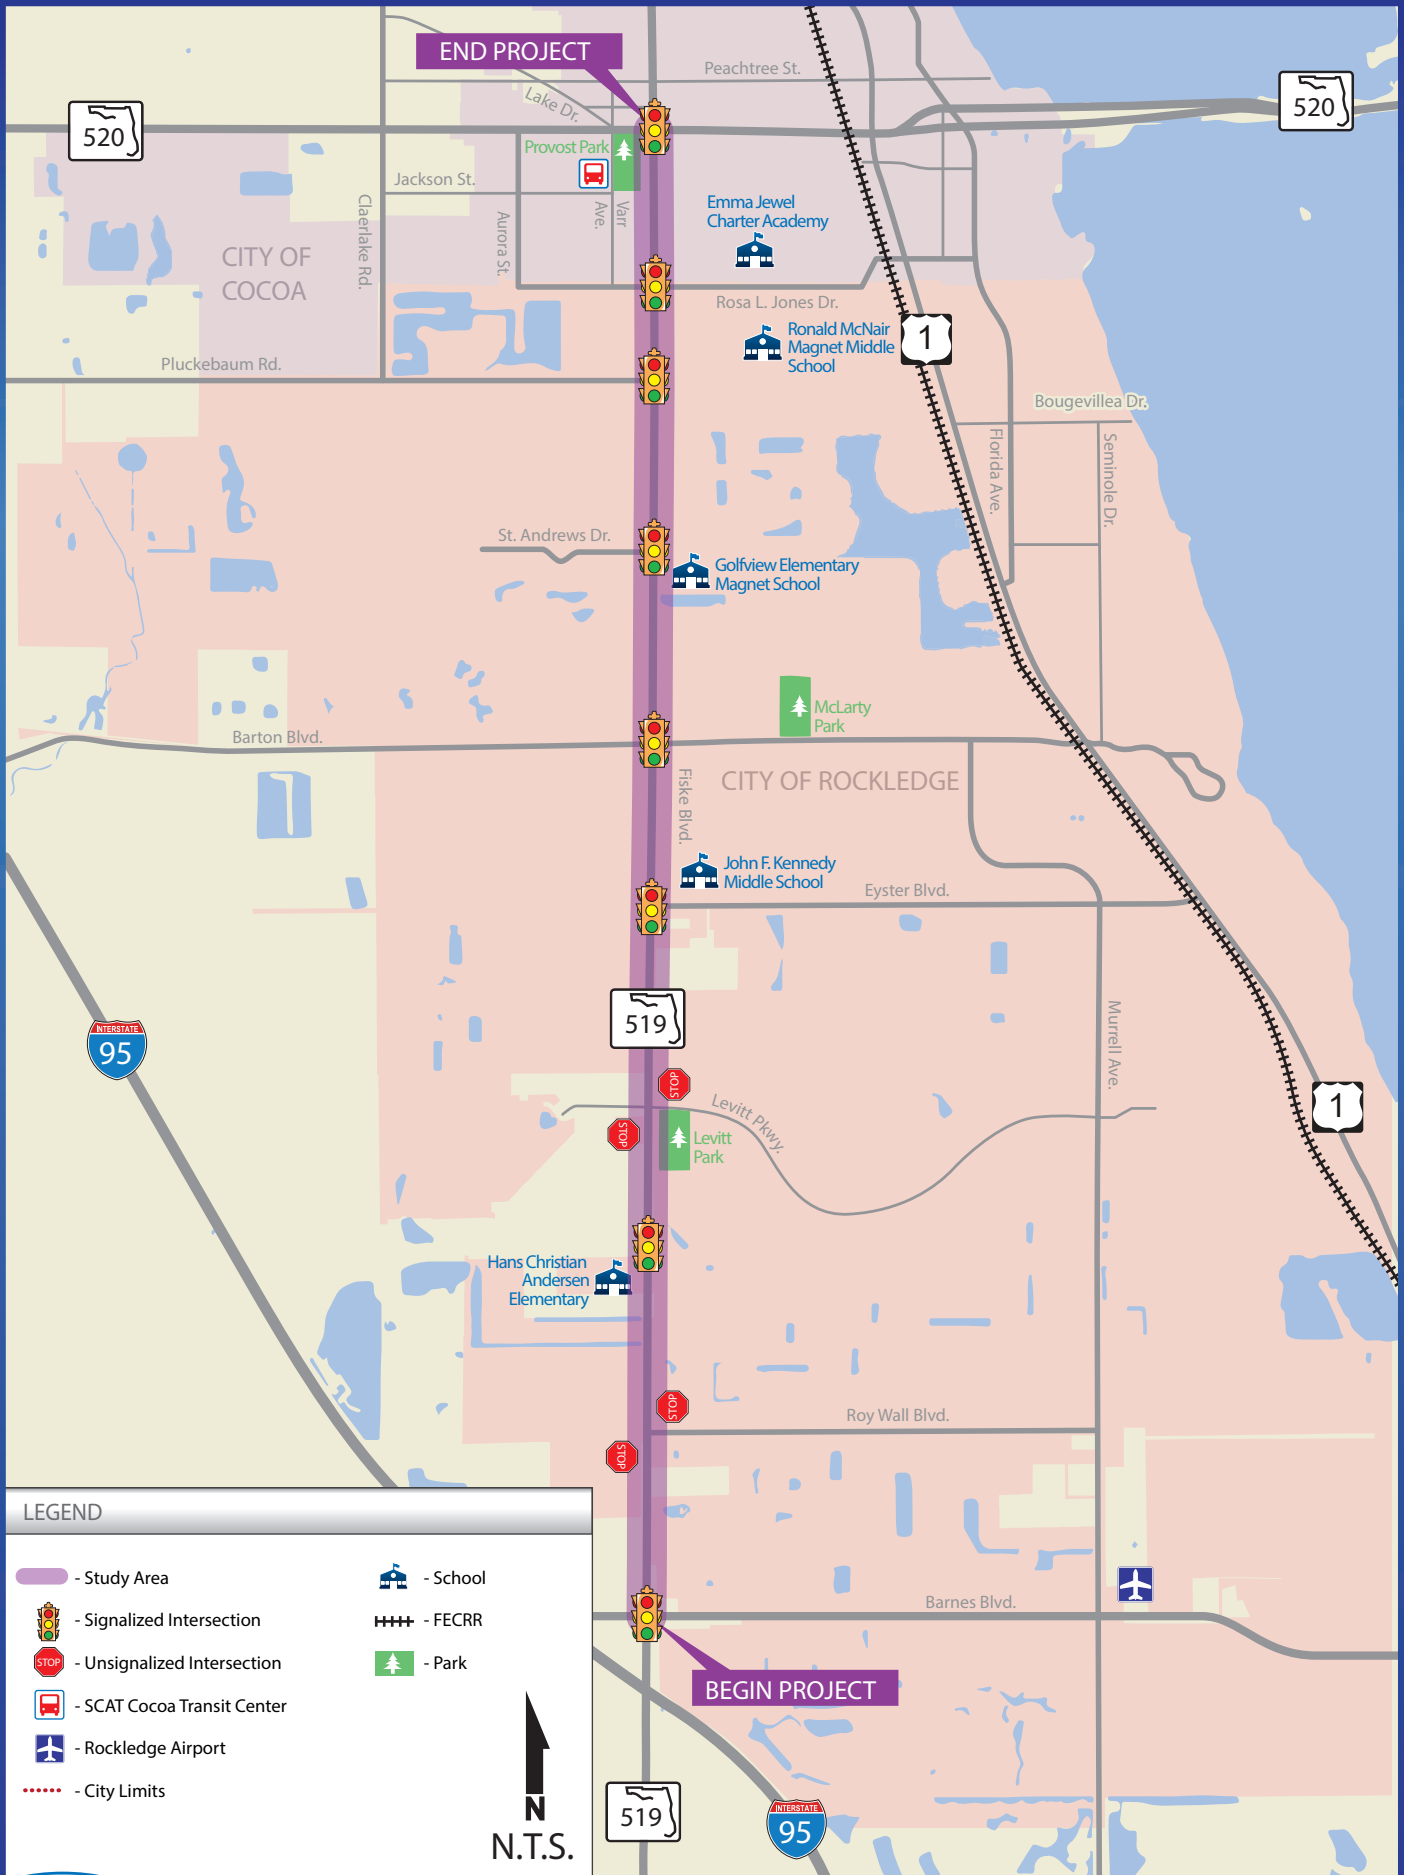 END PROJECT
Peachtree St.
Lake Dr.
520
520
Provost Park
Jackson St.
Claerlake Rd.
Aurora St.
Varr
Ave.
Emma Jewel
Charter Academy
CITY OF
COCOA
Rosa L. Jones Dr.
Ronald McNair
Magnet Middle
School
1
Pluckebaum Rd.
Bougevillea Dr.
Florida Ave.
Seminole Dr.
St. Andrews Dr.
Golfview Elementary
Magnet School
McLarty
Park
Barton Blvd.
Fiske Blvd.
CITY OF ROCKLEDGE
John F. Kennedy
Middle School
Eyster Blvd.
519
INTERSTATE
95
Murrell Ave.
STOP
Levitt Pkwy.
1
STOP
Levitt
Park
Hans Christian
Andersen
Elementary
STOP
Roy Wall Blvd.
STOP
Barnes Blvd.
BEGIN PROJECT
519
INTERSTATE
95
LEGEND
- Study Area
- Signalized Intersection
STOP - Unsignalized Intersection
- SCAT Cocoa Transit Center
- Rockledge Airport
- City Limits
- School
- FECRR
- Park
N
N.T.S.